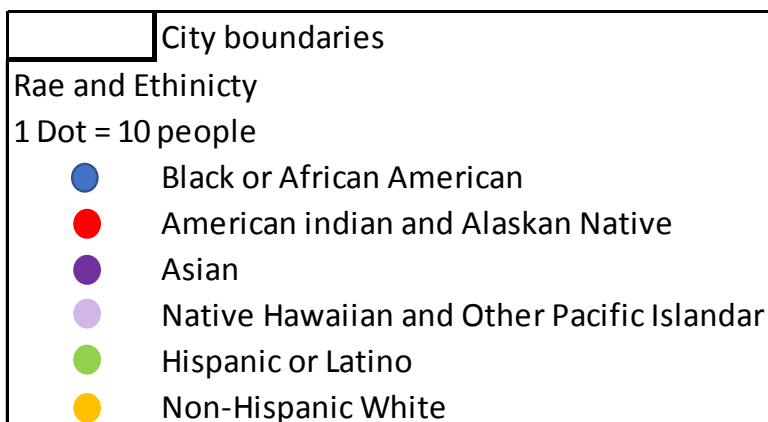 City boundaries
Rae and Ethinicty
1 Dot = 10 people
Black or African American
American indian and Alaskan Native
Asian
Native Hawaiian and Other Pacific Islandar
Hispanic or Latino
Non-Hispanic White